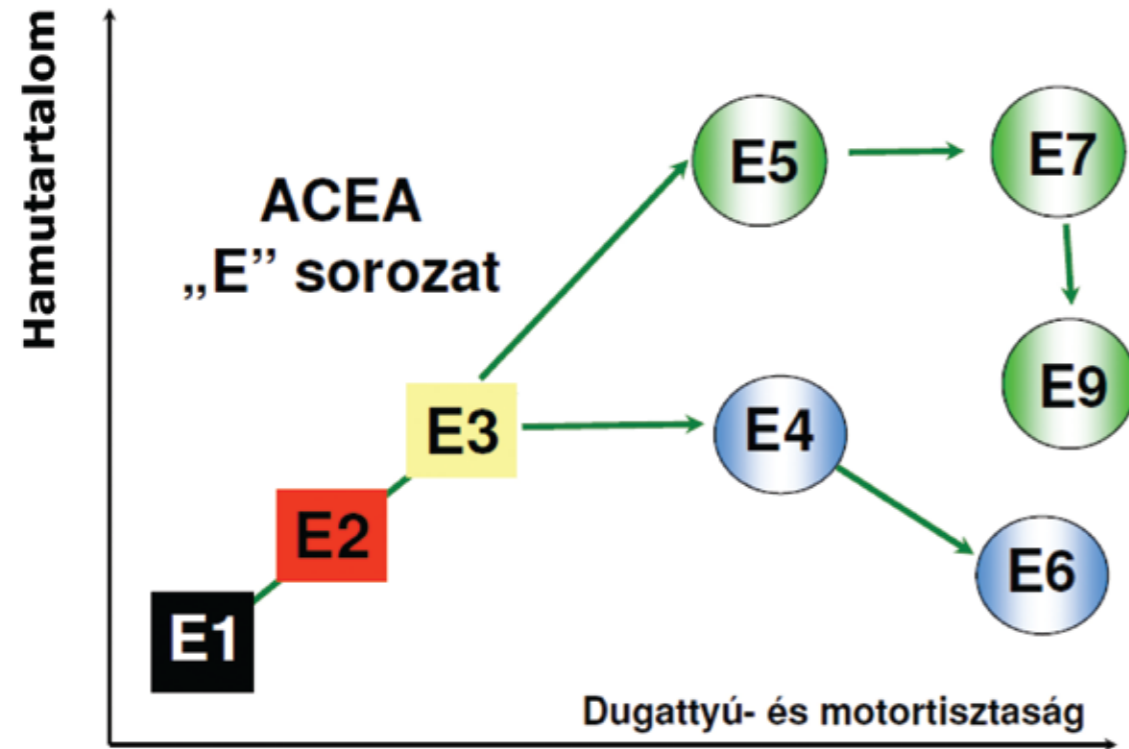 Hamutartalom
ACEA
„E” sorozat
E5
E7
E3
E4
E9
E2
E6
E1
Dugattyú- és motortisztaság